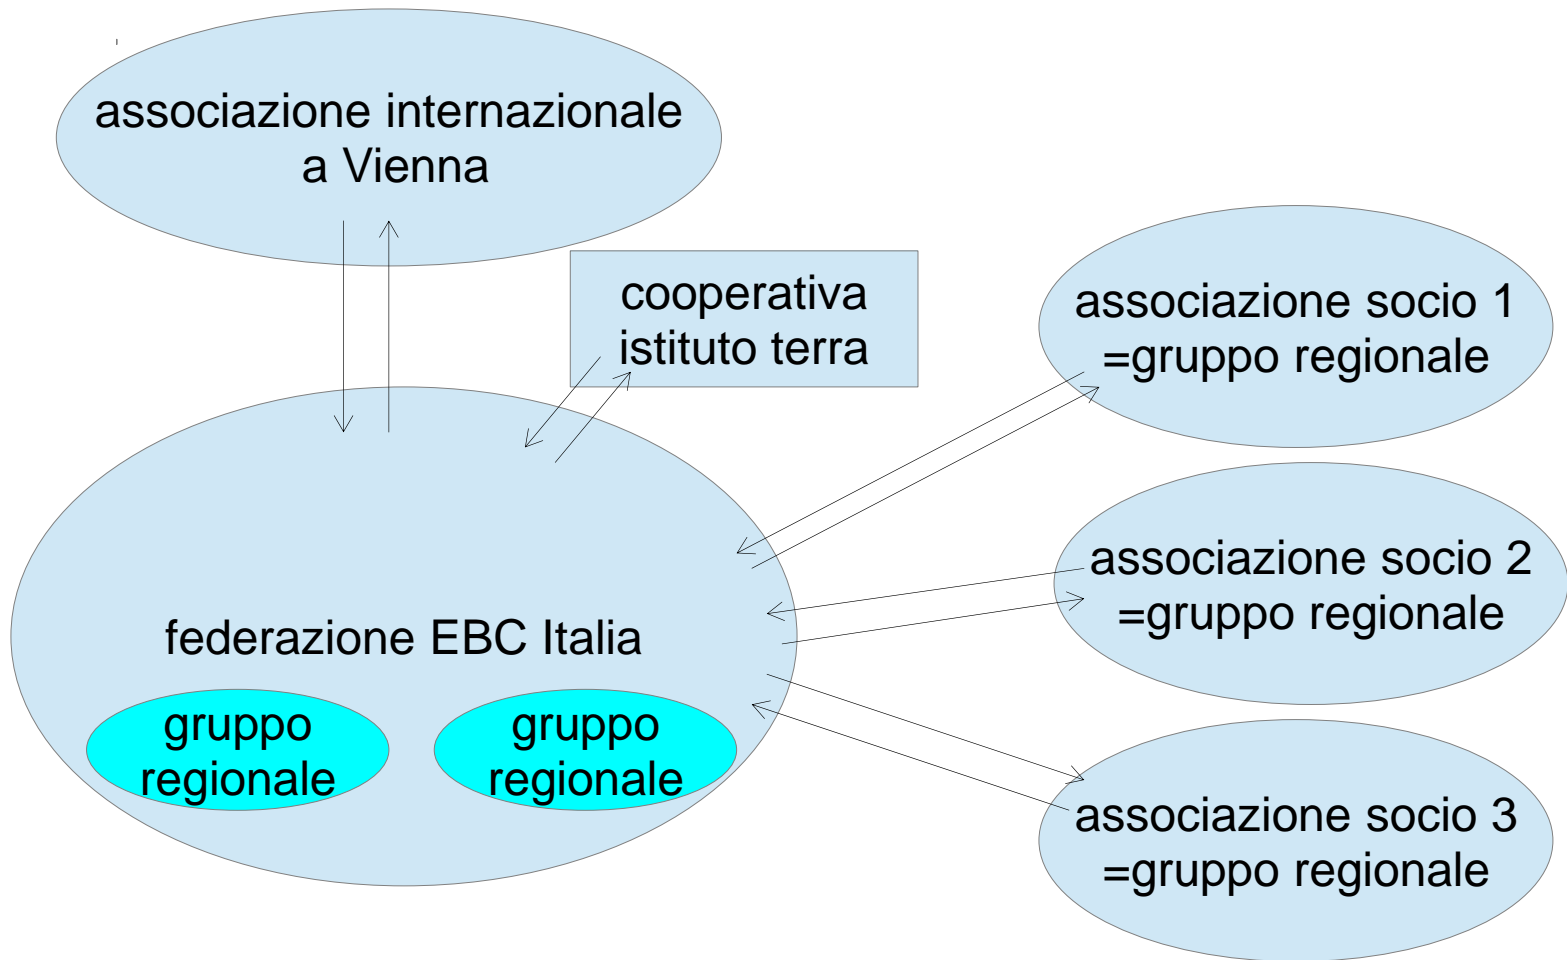 associazione internazionale
a Vienna
cooperativa
istituto terra
associazione socio 1
=gruppo regionale
associazione socio 2
=gruppo regionale
federazione EBC Italia
gruppo
regionale
gruppo
regionale
associazione socio 3
=gruppo regionale